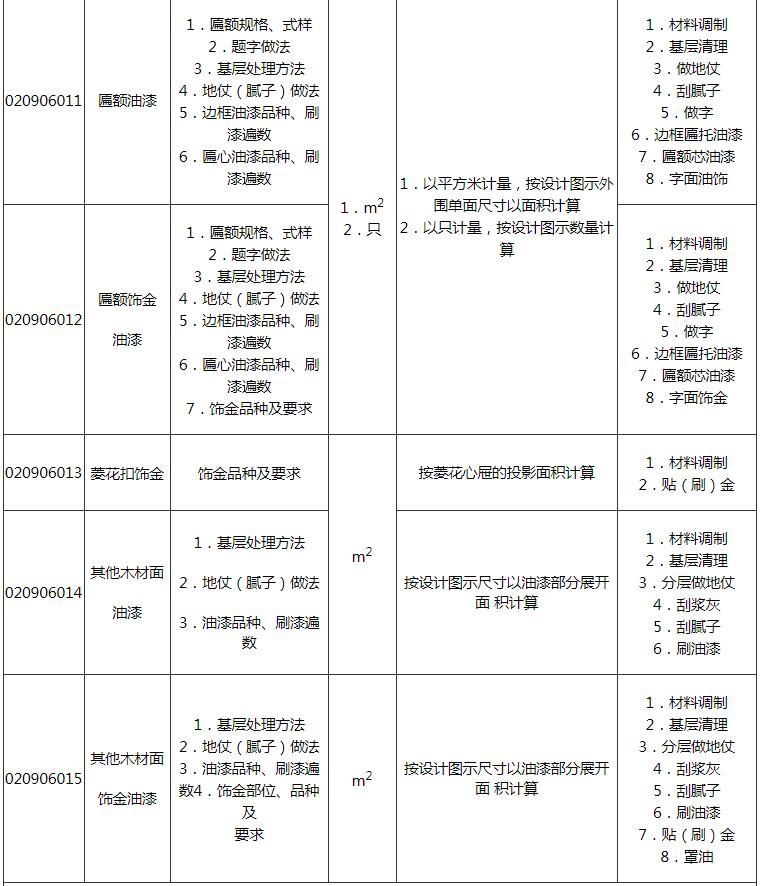 020906011
匾额油漆
1．匾额规格、式样
2．题字做法
3．基层处理方法
4．地仗（腻子）做法
5．边框油漆品种、刷
漆遍数
6．匾心油漆品种、刷
漆遍数
1．m²
2．只
1．以平方米计量，按设计图示外
围单面尺寸以面积计算
2．以只计量，按设计图示数量计
算
1．材料调制
2．基层清理
3．做地仗
4．刮腻子
5．做字
6．边框匾托油漆
7．匾额芯油漆
8．字面油饰
020906012
匾额饰金
油漆
1．匾额规格、式样
2．题字做法
3．基层处理方法
4．地仗（腻子）做法
5．边框油漆品种、刷
漆遍数
6．匾心油漆品种、刷
漆遍数
7．饰金品种及要求
1．材料调制
2．基层清理
3．做地仗
4．刮腻子
5．做字
6．边框匾托油漆
7．匾额芯油漆
8．字面饰金
020906013
菱花扣饰金
饰金品种及要求
m²
按菱花心屉的投影面积计算
1．材料调制
2．贴（刷）金
020906014
其他木材面
油漆
1．基层处理方法
2．地仗（腻子）做法
3．油漆品种、刷漆遍
数
按设计图示尺寸以油漆部分展开
面 积计算
1．材料调制
2．基层清理
3．分层做地仗
4．刮浆灰
5．刮腻子
6．刷油漆
020906015
其他木材面
饰金油漆
1．基层处理方法
2．地仗（腻子）做法
3．油漆品种、刷漆遍
数4．饰金部位、品种
及
要求
m²
按设计图示尺寸以油漆部分展开
面 积计算
1．材料调制
2．基层清理
3．分层做地仗
4．刮浆灰
5．刮腻子
6．刷油漆
7．贴（刷）金
8．罩油